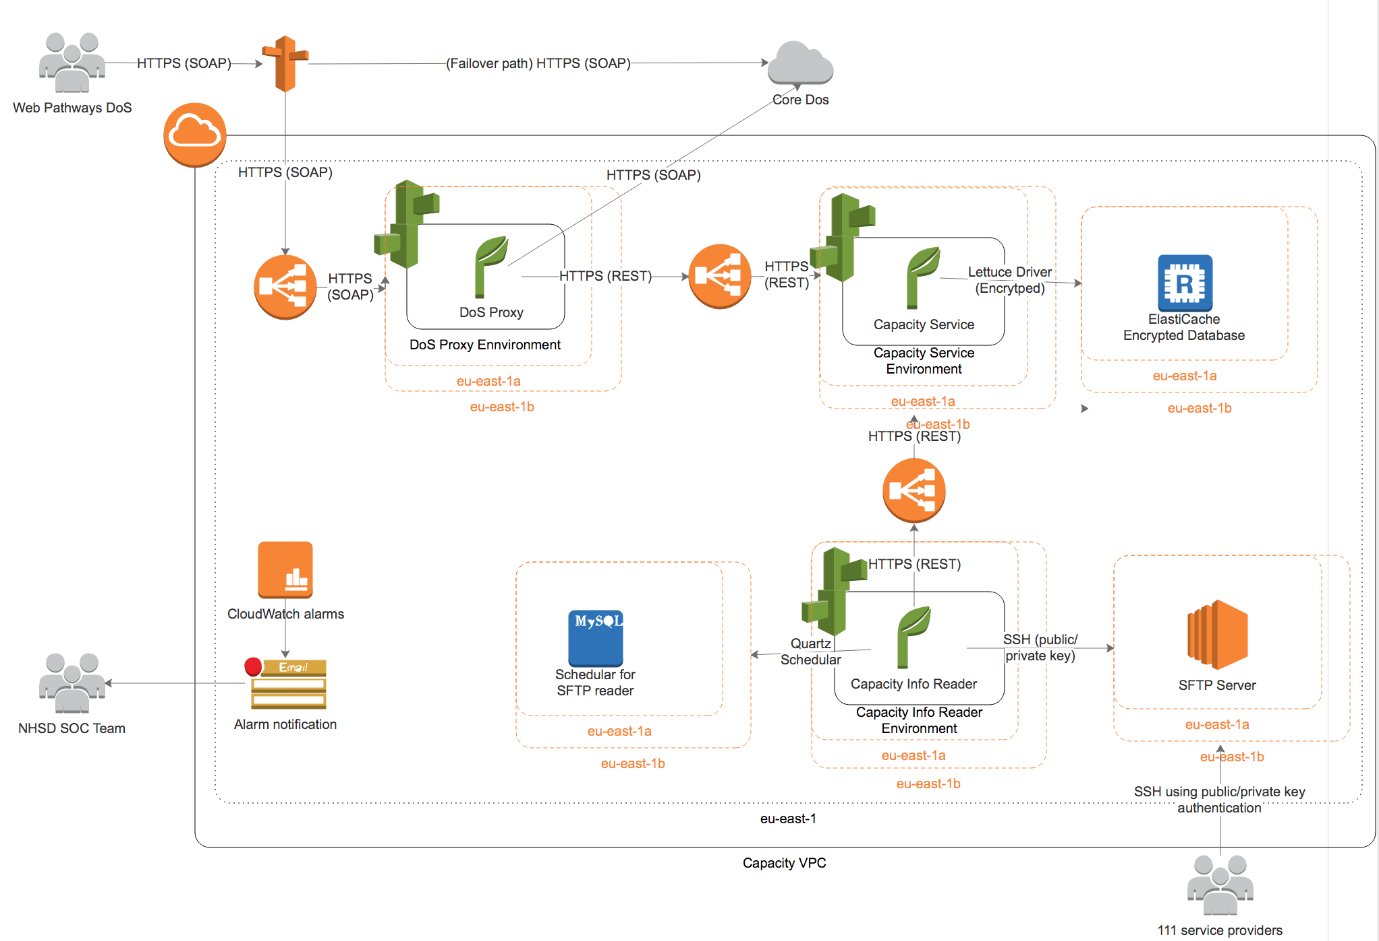 HTTPS (SOAP)
(Failover path) HTTPS (SOAP)
Web Pathways DoS
Core Dos
HTTPS (SOAP)
HTTPS (SOAP)
HTTPS
(SOAP)
DoS Proxy
DoS Proxy Ennvironment
eu-east-1a
eu-east-1b
HTTPS (REST)
HTTPS
(REST)
Capacity Service
Capacity Service
Environment
eu-east-1a
eu-east-1b
Lettuce Driver
(Encrytped)
R
ElastiCache
Encrypted Database
eu-east-1a
eu-east-1b
HTTPS (REST)
HTTPS (REST)
CloudWatch alarms
Email
Alarm notification
NHSD SOC Team
MySQL
Schedular for
SFTP reader
eu-east-1a
eu-east-1b
Quartz
Schedular
Capacity Info Reader
Capacity Info Reader
Environment
eu-east-1a
eu-east-1b
SSH (public/
private key)
SFTP Server
eu-east-1a
eu-east-1b
SSH using public/private key
authentication
eu-east-1
Capacity VPC
111 service providers